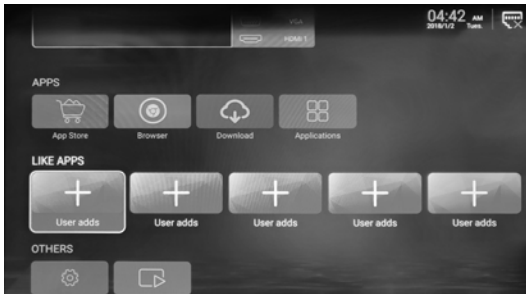 VGA
HDMI 1
04:42 AM
2018/1/2 Tues.
APPS
App Store
Browser
Download
Applications
LIKE APPS
User adds
User adds
User adds
User adds
User adds
OTHERS